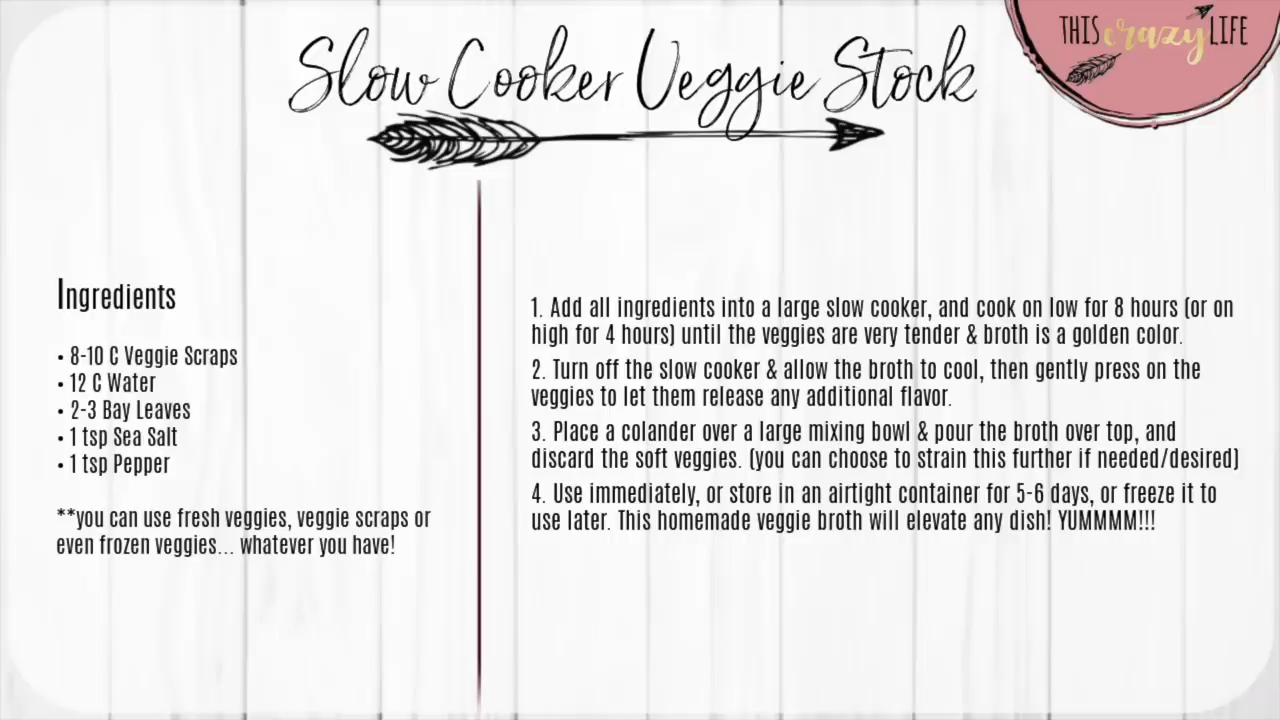 Slow Cooker Veggie Stock
THIS crazy LIFE
Ingredients
• 8-10 C Veggie Scraps
• 12 C Water
• 2-3 Bay Leaves
• 1 tsp Sea Salt
• 1 tsp Pepper
**you can use fresh veggies, veggie scraps or
even frozen veggies... whatever you have!
1. Add all ingredients into a large slow cooker, and cook on low for 8 hours (or on
high for 4 hours) until the veggies are very tender & broth is a golden color.
2. Turn off the slow cooker & allow the broth to cool, then gently press on the
veggies to let them release any additional flavor.
3. Place a colander over a large mixing bowl & pour the broth over top, and
discard the soft veggies. (you can choose to strain this further if needed/desired)
4. Use immediately, or store in an airtight container for 5-6 days, or freeze it to
use later. This homemade veggie broth will elevate any dish! YUMMMM!!!